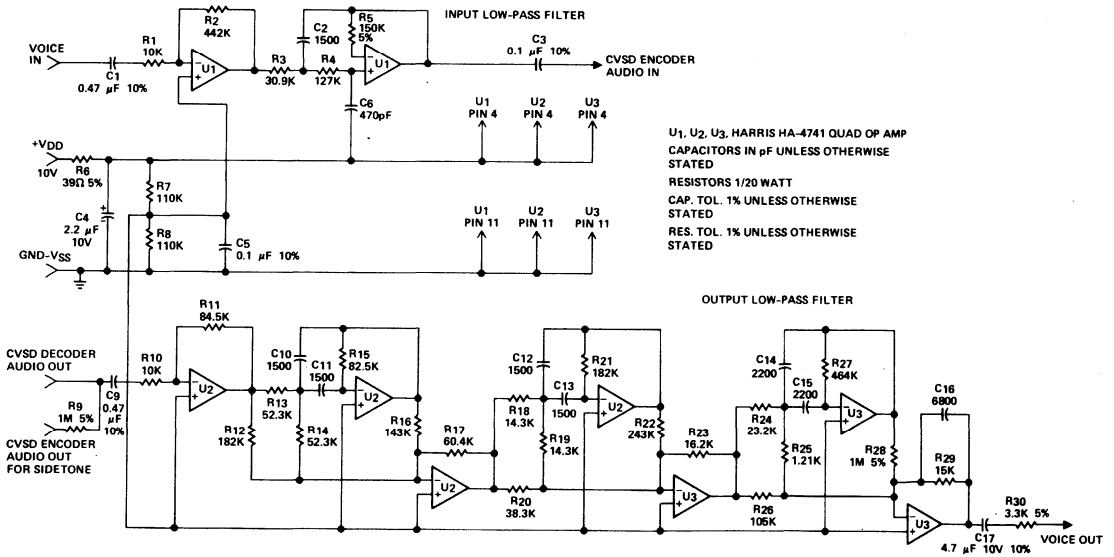 INPUT LOW-PASS FILTER
R2
442K
R1
10K
VOICE
IN
C1
0.47 µF 10%
U1
R3
30.9K
C2
1500
R4
127K
R5
150K
5%
U1
C6
470pF
C3
0.1 µF 10%
CVSD ENCODER
AUDIO IN
U1
PIN 4
U2
PIN 4
U3
PIN 4
+VDD
10V
R6
39Ω 5%
C4
2.2 µF
10V
R7
110K
R8
110K
C5
0.1 µF 10%
GND-VSS
U1
PIN 11
U2
PIN 11
U3
PIN 11
U1, U2, U3, HARRIS HA-4741 QUAD OP AMP
CAPACITORS IN pF UNLESS OTHERWISE
STATED
RESISTORS 1/20 WATT
CAP. TOL. 1% UNLESS OTHERWISE
STATED
RES. TOL. 1% UNLESS OTHERWISE
STATED
OUTPUT LOW-PASS FILTER
CVSD DECODER
AUDIO OUT
R9
1M 5%
CVSD ENCODER
AUDIO OUT
FOR SIDETONE
C9
0.47
µF
10%
R10
10K
R11
84.5K
U2
R12
182K
R13
52.3K
C10
1500
C11
1500
R14
52.3K
R15
82.5K
U2
R16
143K
R17
60.4K
U2
R18
14.3K
C12
1500
C13
1500
R19
14.3K
R20
38.3K
R21
182K
U2
R22
243K
R23
16.2K
U3
R24
23.2K
C14
2200
C15
2200
R25
1.21K
R26
105K
R27
464K
U3
R28
1M 5%
C16
6800
R29
15K
U3
C17
4.7 µF 10V 10%
R30
3.3K 5%
VOICE OUT